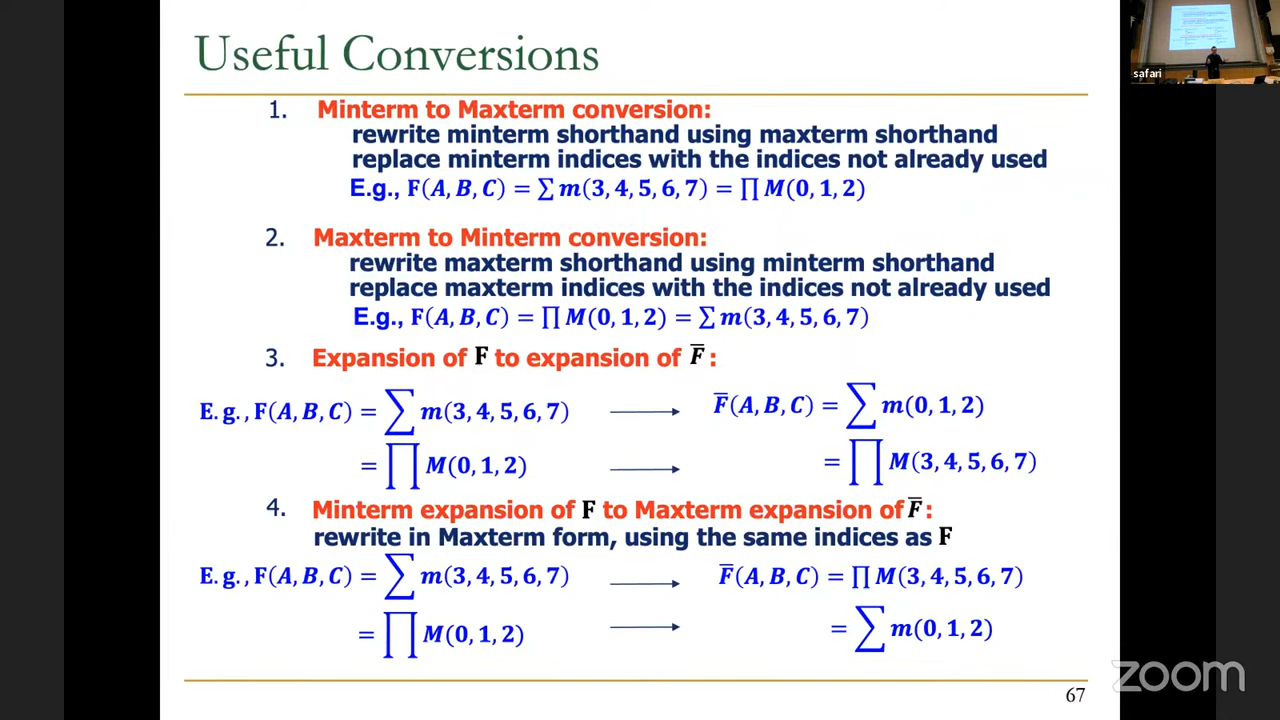 Useful Conversions
safari
1. Minterm to Maxterm conversion:
rewrite minterm shorthand using maxterm shorthand
replace minterm indices with the indices not already used
E.g., F(A, B, C) = ∑ m(3, 4, 5, 6, 7) = ∏ M(0, 1, 2)
2. Maxterm to Minterm conversion:
rewrite maxterm shorthand using minterm shorthand
replace maxterm indices with the indices not already used
E.g., F(A, B, C) = ∏ M(0, 1, 2) = ∑ m(3, 4, 5, 6, 7)
3. Expansion of F to expansion of F̅ :
E. g. , F(A, B, C) = ∑ m(3, 4, 5, 6, 7) ⟶ F̅(A, B, C) = ∑ m(0, 1, 2)
= ∏ M(0, 1, 2) ⟶ = ∏ M(3, 4, 5, 6, 7)
4. Minterm expansion of F to Maxterm expansion of F̅ :
rewrite in Maxterm form, using the same indices as F
E. g. , F(A, B, C) = ∑ m(3, 4, 5, 6, 7) ⟶ F̅(A, B, C) = ∏ M(3, 4, 5, 6, 7)
= ∏ M(0, 1, 2) ⟶ = ∑ m(0, 1, 2)
67
zoom